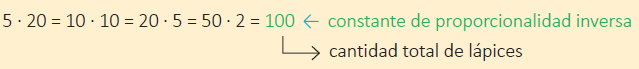 5 · 20 = 10 · 10 = 20 · 5 = 50 · 2 = 100 ← constante de proporcionalidad inversa
cantidad total de lápices